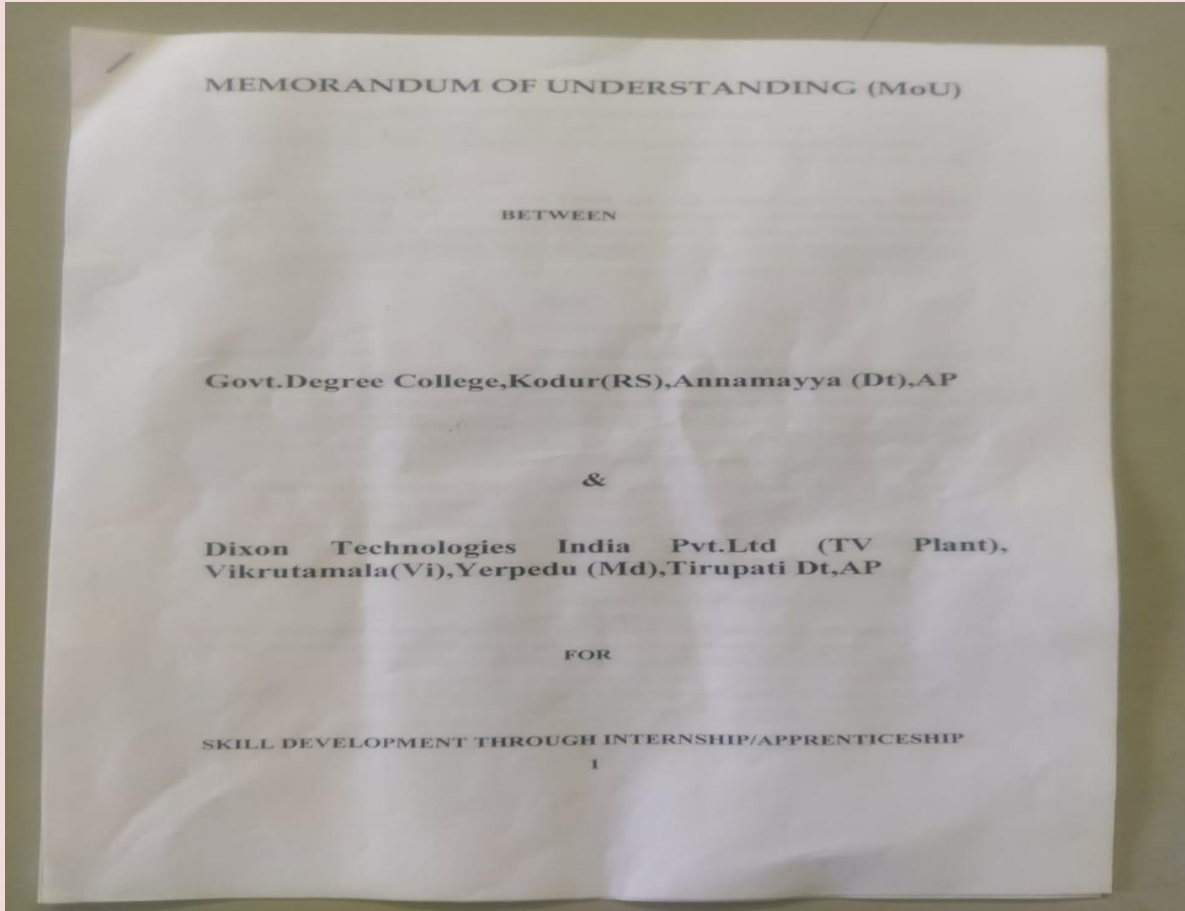 MEMORANDUM OF UNDERSTANDING (MoU)
BETWEEN
Govt.Degree College,Kodur(RS),Annamayya (Dt),AP
&
Dixon Technologies India Pvt.Ltd (TV Plant),
Vikrutamala(Vi),Yerpedu (Md),Tirupati Dt,AP
FOR
SKILL DEVELOPMENT THROUGH INTERNSHIP/APPRENTICESHIP
1